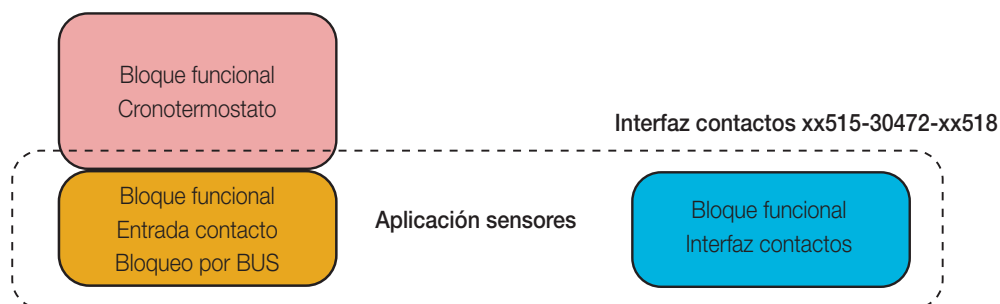 Bloque funcional
Cronotermostato
Interfaz contactos xx515-30472-xx518
Bloque funcional
Entrada contacto
Bloqueo por BUS
Aplicación sensores
Bloque funcional
Interfaz contactos